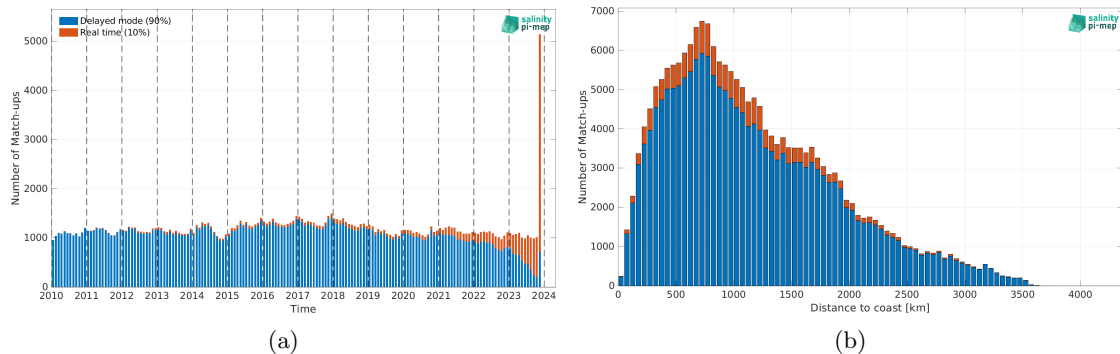 Delayed mode (90%)
Real time (10%)
salinity
pi-mep
Number of Match-ups
5000
4000
3000
2000
1000
0
2010 2011 2012 2013 2014 2015 2016 2017 2018 2019 2020 2021 2022 2023 2024
Time
(a)
salinity
pi-mep
Number of Match-ups
7000
6000
5000
4000
3000
2000
1000
0
0 500 1000 1500 2000 2500 3000 3500 4000
Distance to coast [km]
(b)